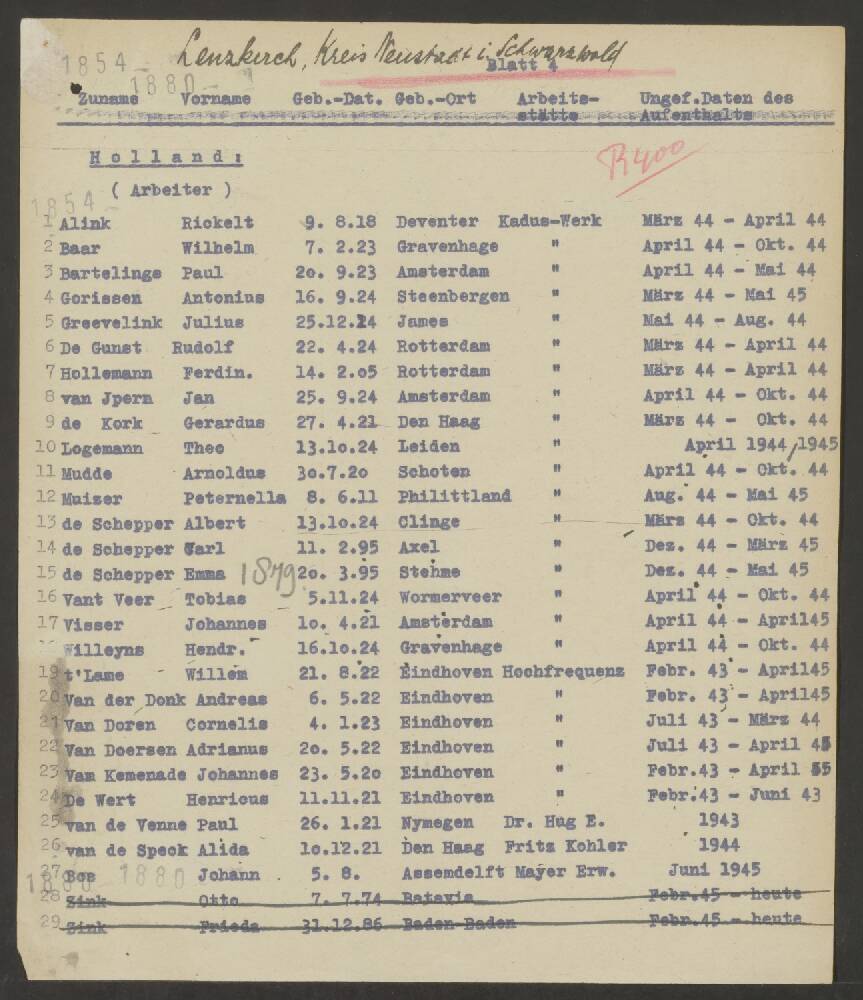 Lenzkirch, Kreis Neustadt i. Schwarzwald
1854 - Blatt 4
1880 -
Zuname Vorname Geb.-Dat. Geb.-Ort Arbeits- Ungef.Daten des
stätte Aufenthalts
Holland: R400
( Arbeiter )
1854 -
1 Alink Rickelt 9. 8.18 Deventer Kadus-Werk März 44 - April 44
2 Baar Wilhelm 7. 2.23 Gravenhage " April 44 - Okt. 44
3 Bartelings Paul 2o. 9.23 Amsterdam " April 44 - Mai 44
4 Gorissen Antonius 16. 9.24 Steenbergen " März 44 - Mai 45
5 Greevelink Julius 25.12.24 James " Mai 44 - Aug. 44
6 De Gunst Rudolf 22. 4.24 Rotterdam " März 44 - April 44
7 Hollemann Ferdin. 14. 2.o5 Rotterdam " März 44 - April 44
8 van Jpern Jan 25. 9.24 Amsterdam " April 44 - Okt. 44
9 de Kork Gerardus 27. 4.21 Den Haag " März 44 - Okt. 44
10 Logemann Theo 13.1o.24 Leiden " April 1944/1945
11 Mudde Arnoldus 3o.7.2o Schoten " April 44 - Okt. 44
12 Muizer Peternella 8. 6.11 Philittland " Aug. 44 - Mai 45
13 de Schepper Albert 13.1o.24 Clinge " März 44 - Okt. 44
14 de Schepper Carl 11. 2.95 Axel " Dez. 44 - März 45
15 de Schepper Emma 1879 2o. 3.95 Stehme " Dez. 44 - Mai 45
16 Vant Veer Tobias 5.11.24 Wormerveer " April 44 - Okt. 44
17 Visser Johannes 1o. 4.21 Amsterdam " April 44 - April45
Willeyns Hendr. 16.1o.24 Gravenhage " April 44 - Okt. 44
19 t'Lame Willem 21. 8.22 Eindhoven Hochfrequenz Febr. 43 - April45
20 Van der Donk Andreas 6. 5.22 Eindhoven " Febr. 43 - April45
21 Van Doren Cornelis 4. 1.23 Eindhoven " Juli 43 - März 44
22 Van Doersen Adrianus 2o. 5.22 Eindhoven " Juli 43 - April 45
23 Van Kemenade Johannes 23. 5.2o Eindhoven " Febr.43 - April 55
24 De Wert Henricus 11.11.21 Eindhoven " Febr.43 - Juni 43
25 van de Venne Paul 26. 1.21 Nymegen Dr. Hug E. 1943
26 van de Speck Alida 1o.12.21 Den Haag Fritz Kohler 1944
27 Bos Johann 5. 8. Assemdelft Mayer Erw. Juni 1945
1880 - 1880
28 Zink Otto 7. 7.74 Batavia Febr.45 - heute
29 Zink Frieda 31.12.86 Baden-Baden Febr.45 - heute